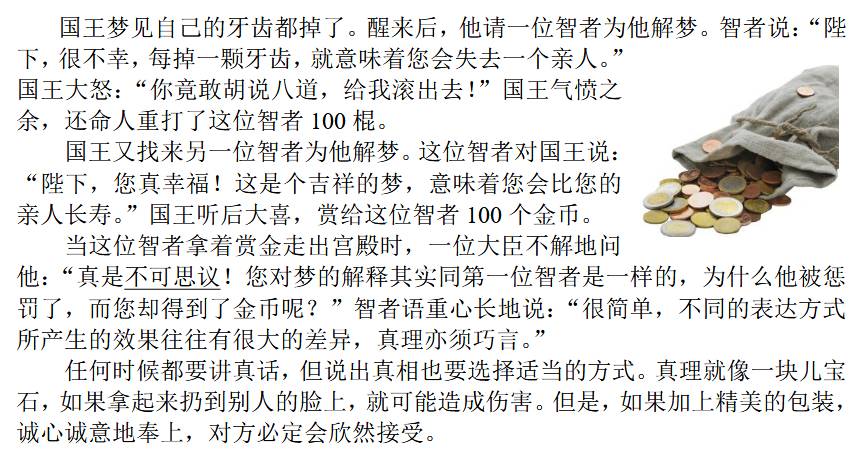 国王梦见自己的牙齿都掉了。醒来后，他请一位智者为他解梦。智者说：“陛
下，很不幸，每掉一颗牙齿，就意味着您会失去一个亲人。”
国王大怒：“你竟敢胡说八道，给我滚出去！”国王气愤之
余，还命人重打了这位智者 100 棍。
国王又找来另一位智者为他解梦。这位智者对国王说：
“陛下，您真幸福！这是个吉祥的梦，意味着您会比您的
亲人长寿。”国王听后大喜，赏给这位智者 100 个金币。
当这位智者拿着赏金走出宫殿时，一位大臣不解地问
他：“真是不可思议！您对梦的解释其实同第一位智者是一样的，为什么他被惩
罚了，而您却得到了金币呢？”智者语重心长地说：“很简单，不同的表达方式
所产生的效果往往有很大的差异，真理亦须巧言。”
任何时候都要讲真话，但说出真相也要选择适当的方式。真理就像一块儿宝
石，如果拿起来扔到别人的脸上，就可能造成伤害。但是，如果加上精美的包装，
诚心诚意地奉上，对方必定会欣然接受。